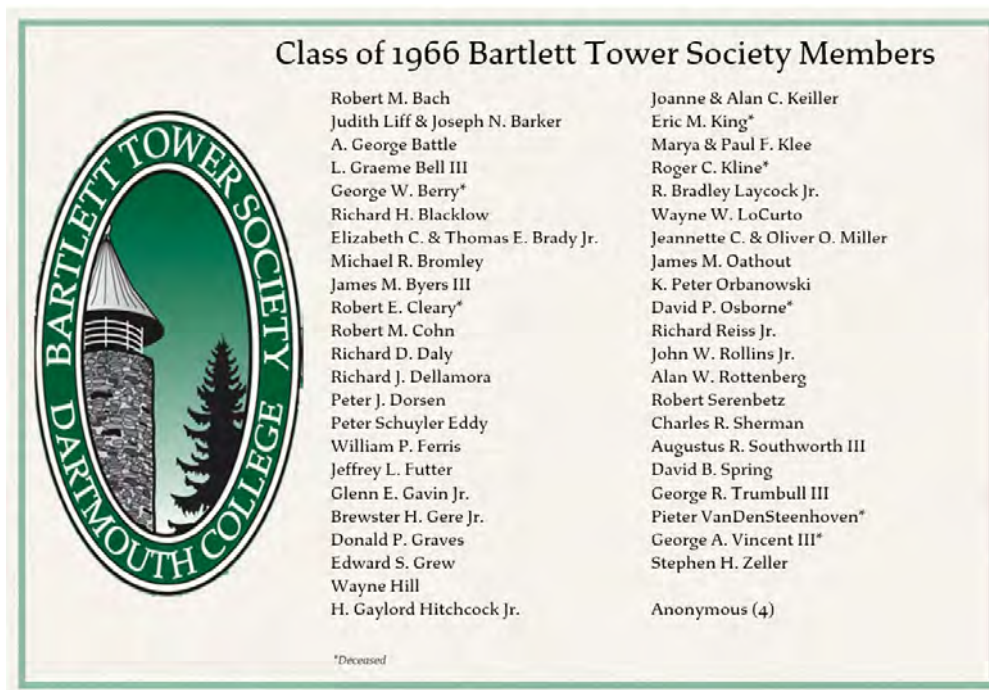 Class of 1966 Bartlett Tower Society Members
BARTLETT TOWER SOCIETY
DARTMOUTH COLLEGE
Robert M. Bach
Judith Liff & Joseph N. Barker
A. George Battle
L. Graeme Bell III
George W. Berry*
Richard H. Blacklow
Elizabeth C. & Thomas E. Brady Jr.
Michael R. Bromley
James M. Byers III
Robert E. Cleary*
Robert M. Cohn
Richard D. Daly
Richard J. Dellamora
Peter J. Dorsen
Peter Schuyler Eddy
William P. Ferris
Jeffrey L. Futter
Glenn E. Gavin Jr.
Brewster H. Gere Jr.
Donald P. Graves
Edward S. Grew
Wayne Hill
H. Gaylord Hitchcock Jr.
*Deceased
Joanne & Alan C. Keiller
Eric M. King*
Marya & Paul F. Klee
Roger C. Kline*
R. Bradley Laycock Jr.
Wayne W. LoCurto
Jeannette C. & Oliver O. Miller
James M. Oathout
K. Peter Orbanowski
David P. Osborne*
Richard Reiss Jr.
John W. Rollins Jr.
Alan W. Rottenberg
Robert Serenbetz
Charles R. Sherman
Augustus R. Southworth III
David B. Spring
George R. Trumbull III
Pieter VanDenSteenhoven*
George A. Vincent III*
Stephen H. Zeller
Anonymous (4)